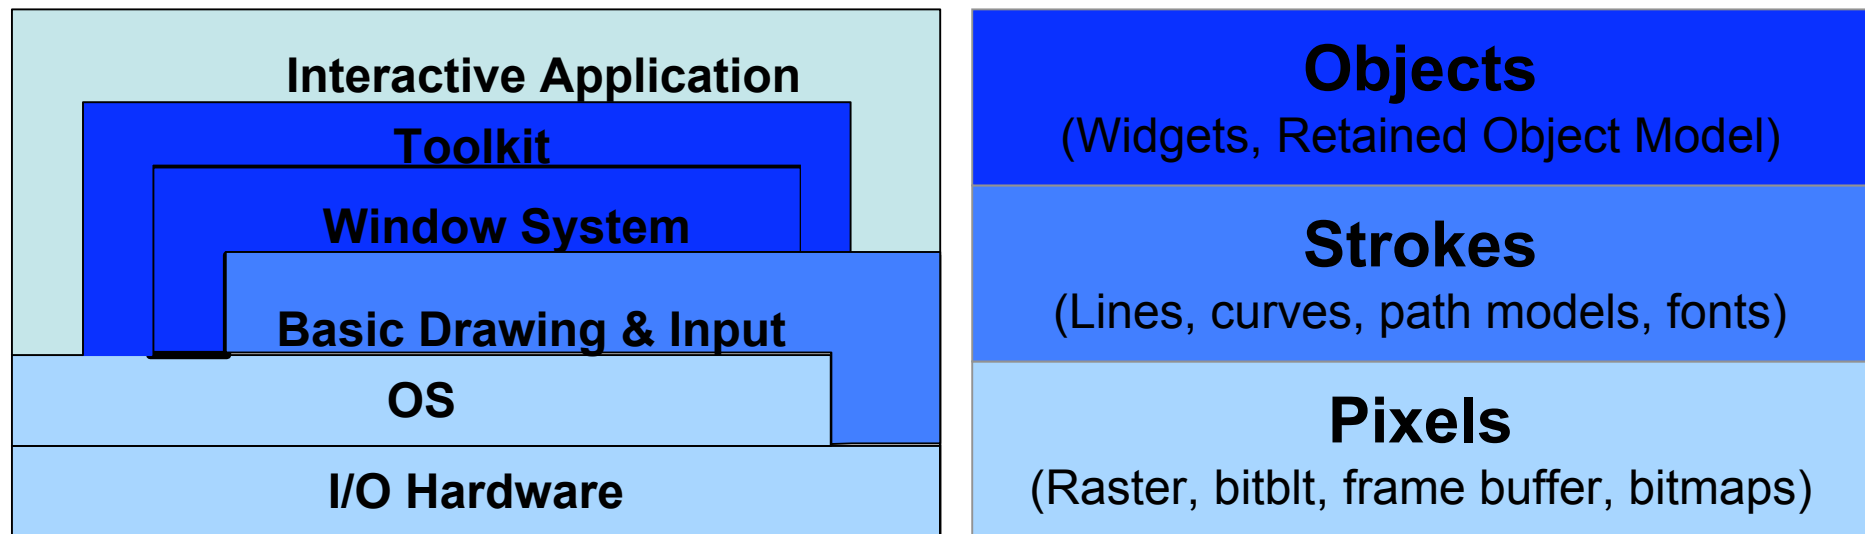 Interactive Application
Toolkit
Window System
Basic Drawing & Input
OS
I/O Hardware
Objects
(Widgets, Retained Object Model)
Strokes
(Lines, curves, path models, fonts)
Pixels
(Raster, bitblt, frame buffer, bitmaps)